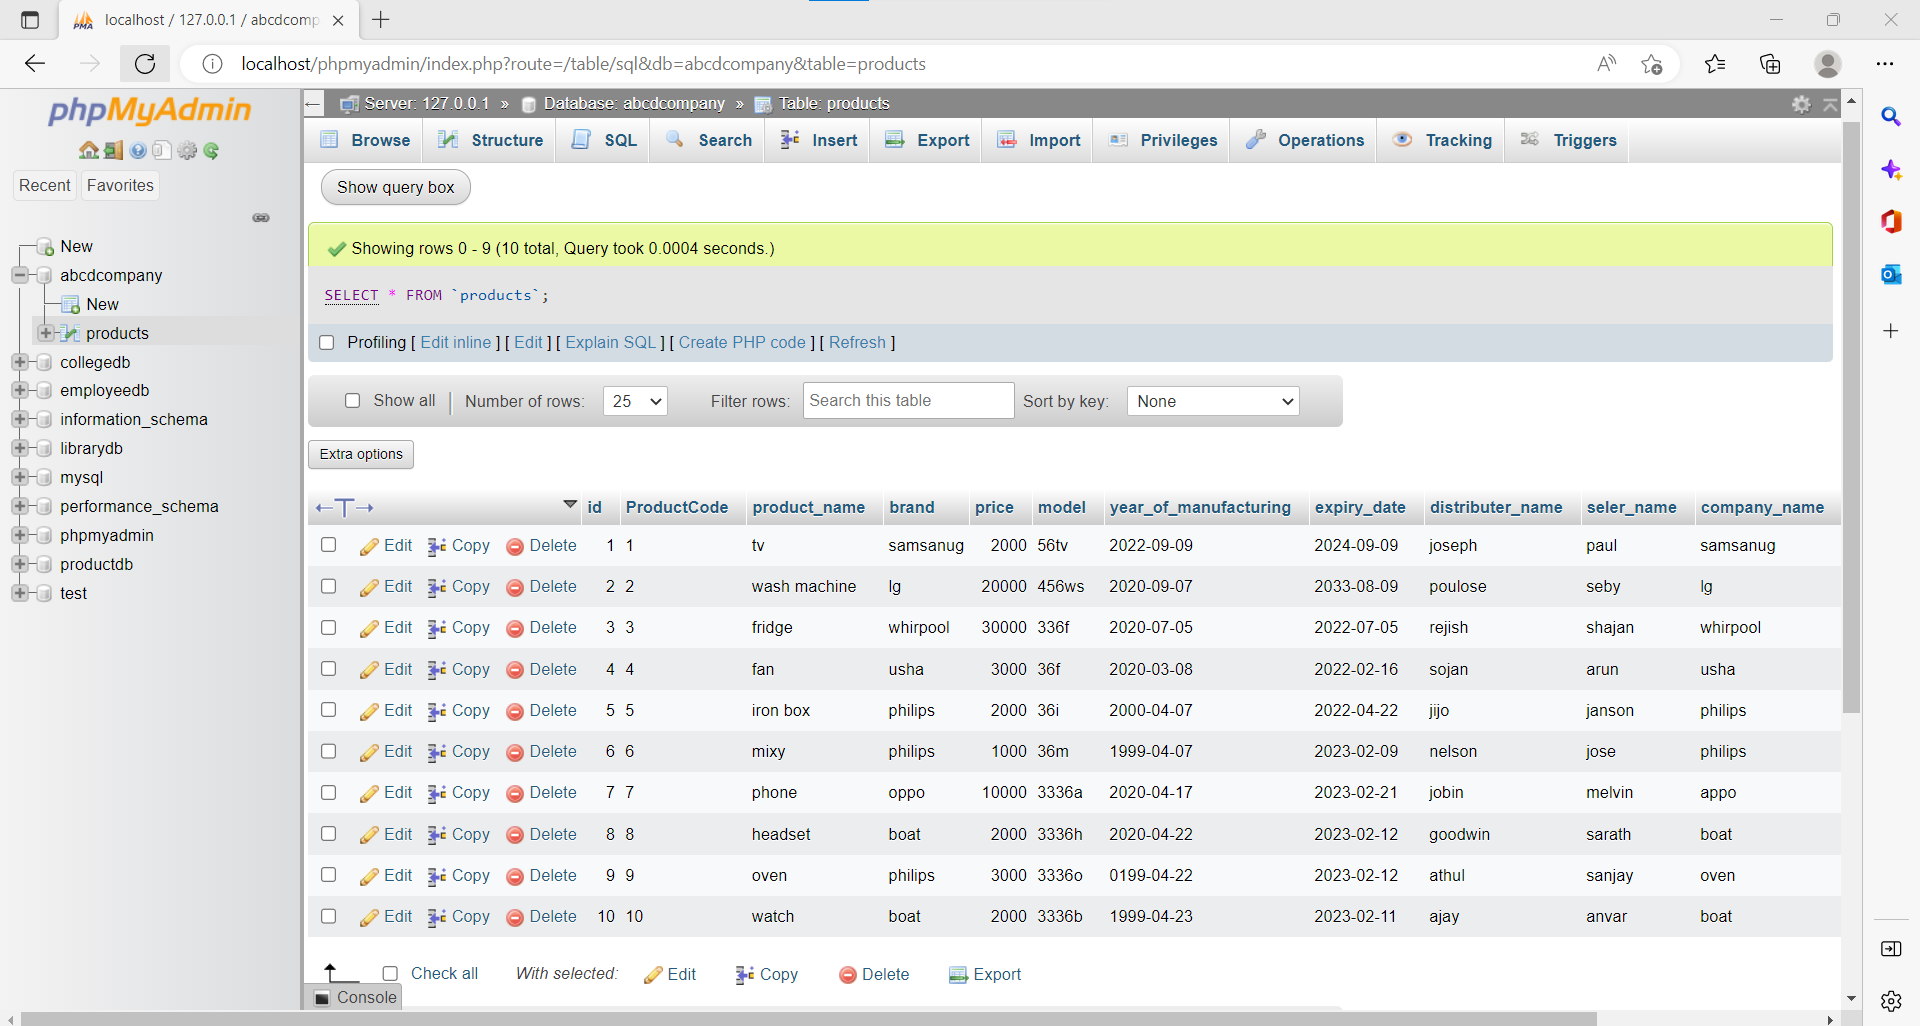 localhost / 127.0.0.1 / abcdcomp
localhost/phpmyadmin/index.php?route=/table/sql&db=abcdcompany&table=products
phpMyAdmin
Recent Favorites
New
abcdcompany
New
products
collegedb
employeedb
information_schema
librarydb
mysql
performance_schema
phpmyadmin
productdb
test
Server: 127.0.0.1 » Database: abcdcompany » Table: products
Browse Structure SQL Search Insert Export Import Privileges Operations Tracking Triggers
Show query box
Showing rows 0 - 9 (10 total, Query took 0.0004 seconds.)
SELECT * FROM `products`;
Profiling [ Edit inline ] [ Edit ] [ Explain SQL ] [ Create PHP code ] [ Refresh ]
Show all | Number of rows: 25 Filter rows: Search this table Sort by key: None
Extra options
id ProductCode product_name brand price model year_of_manufacturing expiry_date distributer_name seler_name company_name
Edit Copy Delete 1 1 tv samsanug 2000 56tv 2022-09-09 2024-09-09 joseph paul samsanug
Edit Copy Delete 2 2 wash machine lg 20000 456ws 2020-09-07 2033-08-09 poulose seby lg
Edit Copy Delete 3 3 fridge whirpool 30000 336f 2020-07-05 2022-07-05 rejish shajan whirpool
Edit Copy Delete 4 4 fan usha 3000 36f 2020-03-08 2022-02-16 sojan arun usha
Edit Copy Delete 5 5 iron box philips 2000 36i 2000-04-07 2022-04-22 jijo janson philips
Edit Copy Delete 6 6 mixy philips 1000 36m 1999-04-07 2023-02-09 nelson jose philips
Edit Copy Delete 7 7 phone oppo 10000 3336a 2020-04-17 2023-02-21 jobin melvin appo
Edit Copy Delete 8 8 headset boat 2000 3336h 2020-04-22 2023-02-12 goodwin sarath boat
Edit Copy Delete 9 9 oven philips 3000 3336o 0199-04-22 2023-02-12 athul sanjay oven
Edit Copy Delete 10 10 watch boat 2000 3336b 1999-04-23 2023-02-11 ajay anvar boat
Check all With selected: Edit Copy Delete Export
Console